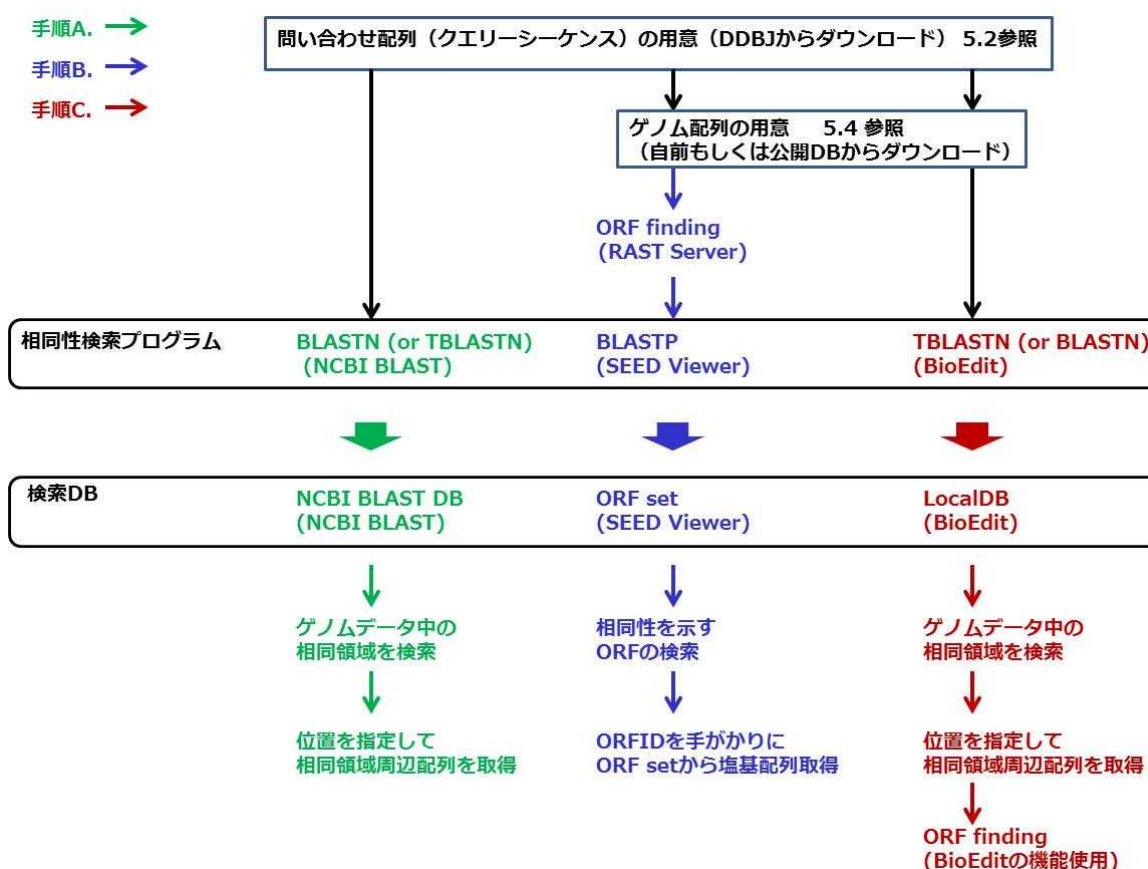 手順A.
手順B.
手順C.
問い合わせ配列（クエリーシーケンス）の用意（DDBJからダウンロード） 5.2参照
ゲノム配列の用意 5.4 参照
（自前もしくは公開DBからダウンロード）
ORF finding
(RAST Server)
相同性検索プログラム
BLASTN (or TBLASTN)
(NCBI BLAST)
BLASTP
(SEED Viewer)
TBLASTN (or BLASTN)
(BioEdit)
検索DB
NCBI BLAST DB
(NCBI BLAST)
ORF set
(SEED Viewer)
LocalDB
(BioEdit)
ゲノムデータ中の
相同領域を検索
相同性を示す
ORFの検索
ゲノムデータ中の
相同領域を検索
位置を指定して
相同領域周辺配列を取得
ORFIDを手がかりに
ORF setから塩基配列取得
位置を指定して
相同領域周辺配列を取得
ORF finding
(BioEditの機能使用)